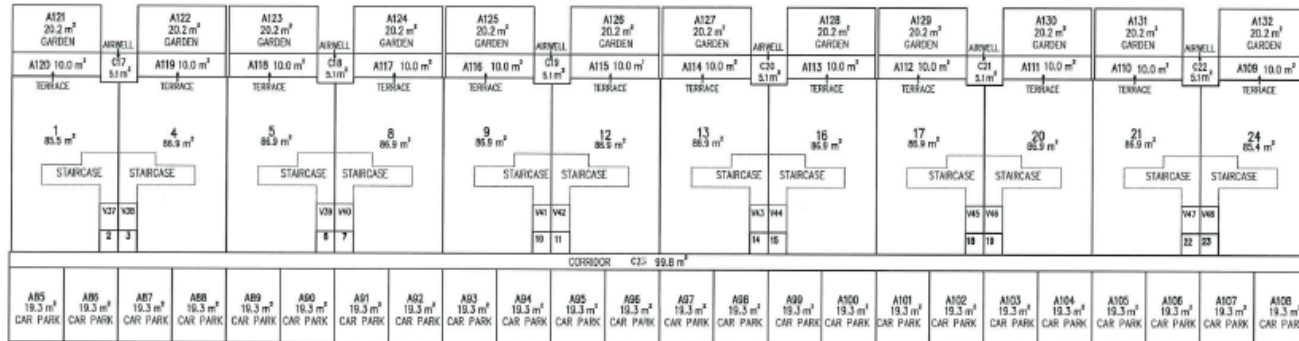 A121 A122 A123 A124 A125 A126 A127 A128 A129 A130 A131 A132
20.2 m² 20.2 m² 20.2 m² 20.2 m² 20.2 m² 20.2 m² 20.2 m² 20.2 m² 20.2 m² 20.2 m² 20.2 m² 20.2 m²
GARDEN GARDEN GARDEN GARDEN GARDEN GARDEN GARDEN GARDEN GARDEN GARDEN GARDEN GARDEN
AIRWELL AIRWELL AIRWELL AIRWELL AIRWELL AIRWELL
A120 10.0 m² C17 A119 10.0 m² A118 10.0 m² C18 A117 10.0 m² A116 10.0 m² C19 A115 10.0 m² A114 10.0 m² C20 A113 10.0 m² A112 10.0 m² C21 A111 10.0 m² A110 10.0 m² C22 A109 10.0 m²
5.1 m² 5.1 m² 5.1 m² 5.1 m² 5.1 m² 5.1 m²
TERRACE TERRACE TERRACE TERRACE TERRACE TERRACE TERRACE TERRACE TERRACE TERRACE TERRACE TERRACE
1 4 5 8 9 12 13 16 17 20 21 24
85.5 m² 86.9 m² 86.9 m² 86.9 m² 86.9 m² 86.9 m² 86.9 m² 86.9 m² 86.9 m² 86.9 m² 86.9 m² 85.4 m²
STAIRCASE STAIRCASE STAIRCASE STAIRCASE STAIRCASE STAIRCASE STAIRCASE STAIRCASE STAIRCASE STAIRCASE STAIRCASE STAIRCASE
V37 V38 V39 V40 V41 V42 V43 V44 V45 V46 V47 V48
2 3 6 7 10 11 14 15 18 19 22 23
CORRIDOR C23 99.8 m²
A85 A86 A87 A88 A89 A90 A91 A92 A93 A94 A95 A96 A97 A98 A99 A100 A101 A102 A103 A104 A105 A106 A107 A108
19.3 m² 19.3 m² 19.3 m² 19.3 m² 19.3 m² 19.3 m² 19.3 m² 19.3 m² 19.3 m² 19.3 m² 19.3 m² 19.3 m² 19.3 m² 19.3 m² 19.3 m² 19.3 m² 19.3 m² 19.3 m² 19.3 m² 19.3 m² 19.3 m² 19.3 m² 19.3 m² 19.3 m²
CAR PARK CAR PARK CAR PARK CAR PARK CAR PARK CAR PARK CAR PARK CAR PARK CAR PARK CAR PARK CAR PARK CAR PARK CAR PARK CAR PARK CAR PARK CAR PARK CAR PARK CAR PARK CAR PARK CAR PARK CAR PARK CAR PARK CAR PARK CAR PARK